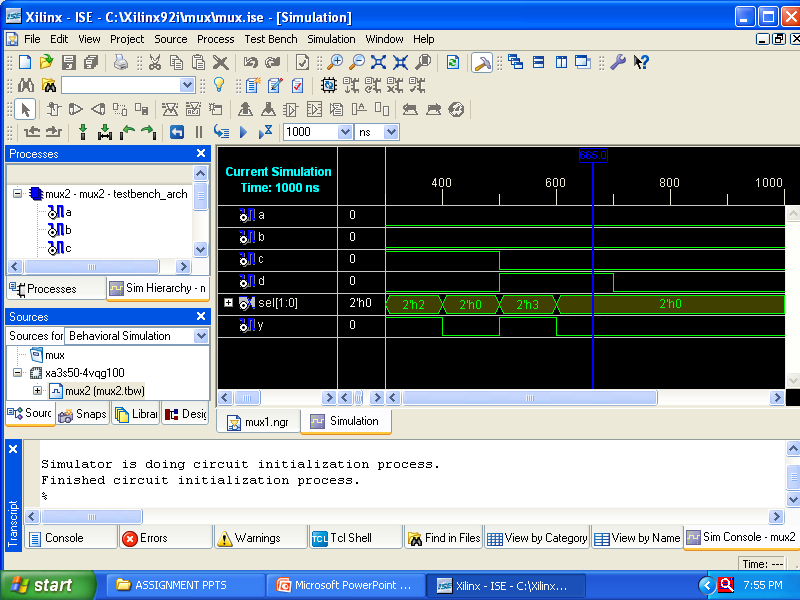 Xilinx - ISE - C:\Xilinx92i\mux\mux.ise - [Simulation]
File Edit View Project Source Process Test Bench Simulation Window Help
1000 ns
Processes
mux2 - mux2 - testbench_arch
a
b
c
Processes Sim Hierarchy - n
Sources
Sources for: Behavioral Simulation
mux
xa3s50-4vqg100
mux2 (mux2.tbw)
Sourc Snaps Librar Desig
Current Simulation
Time: 1000 ns
665.0
400 600 800 1000
a 0
b 0
c 0
d 0
sel[1:0] 2'h0 2'h2 2'h0 2'h3 2'h0
y 0
mux1.ngr Simulation
Simulator is doing circuit initialization process.
Finished circuit initialization process.
%
Transcript
Console Errors Warnings Tcl Shell Find in Files View by Category View by Name Sim Console - mux2
Time: ---
start ASSIGNMENT PPTS Microsoft PowerPoint ... Xilinx - ISE - C:\Xilinx... 7:55 PM